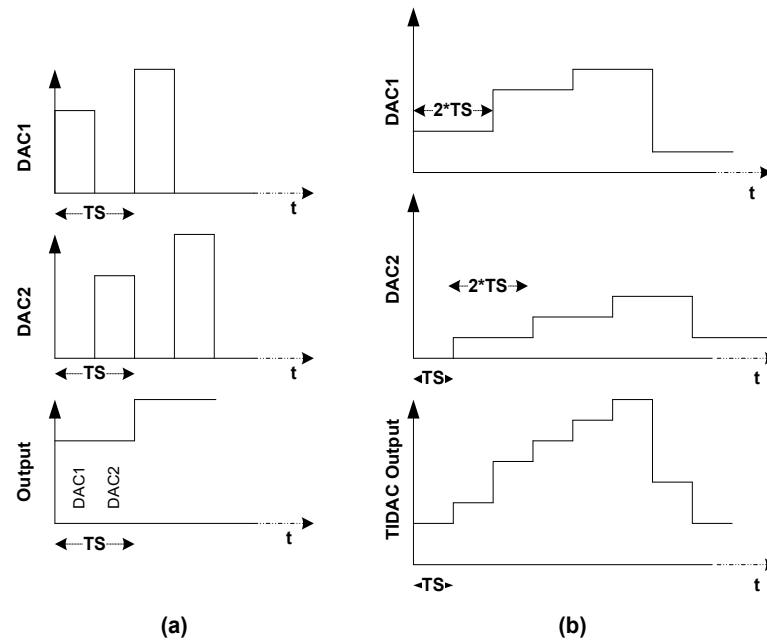 DAC1
TS
t
DAC2
TS
t
Output
DAC1
DAC2
TS
t
(a)
DAC1
2*TS
t
DAC2
2*TS
TS
t
TIDAC Output
TS
t
(b)